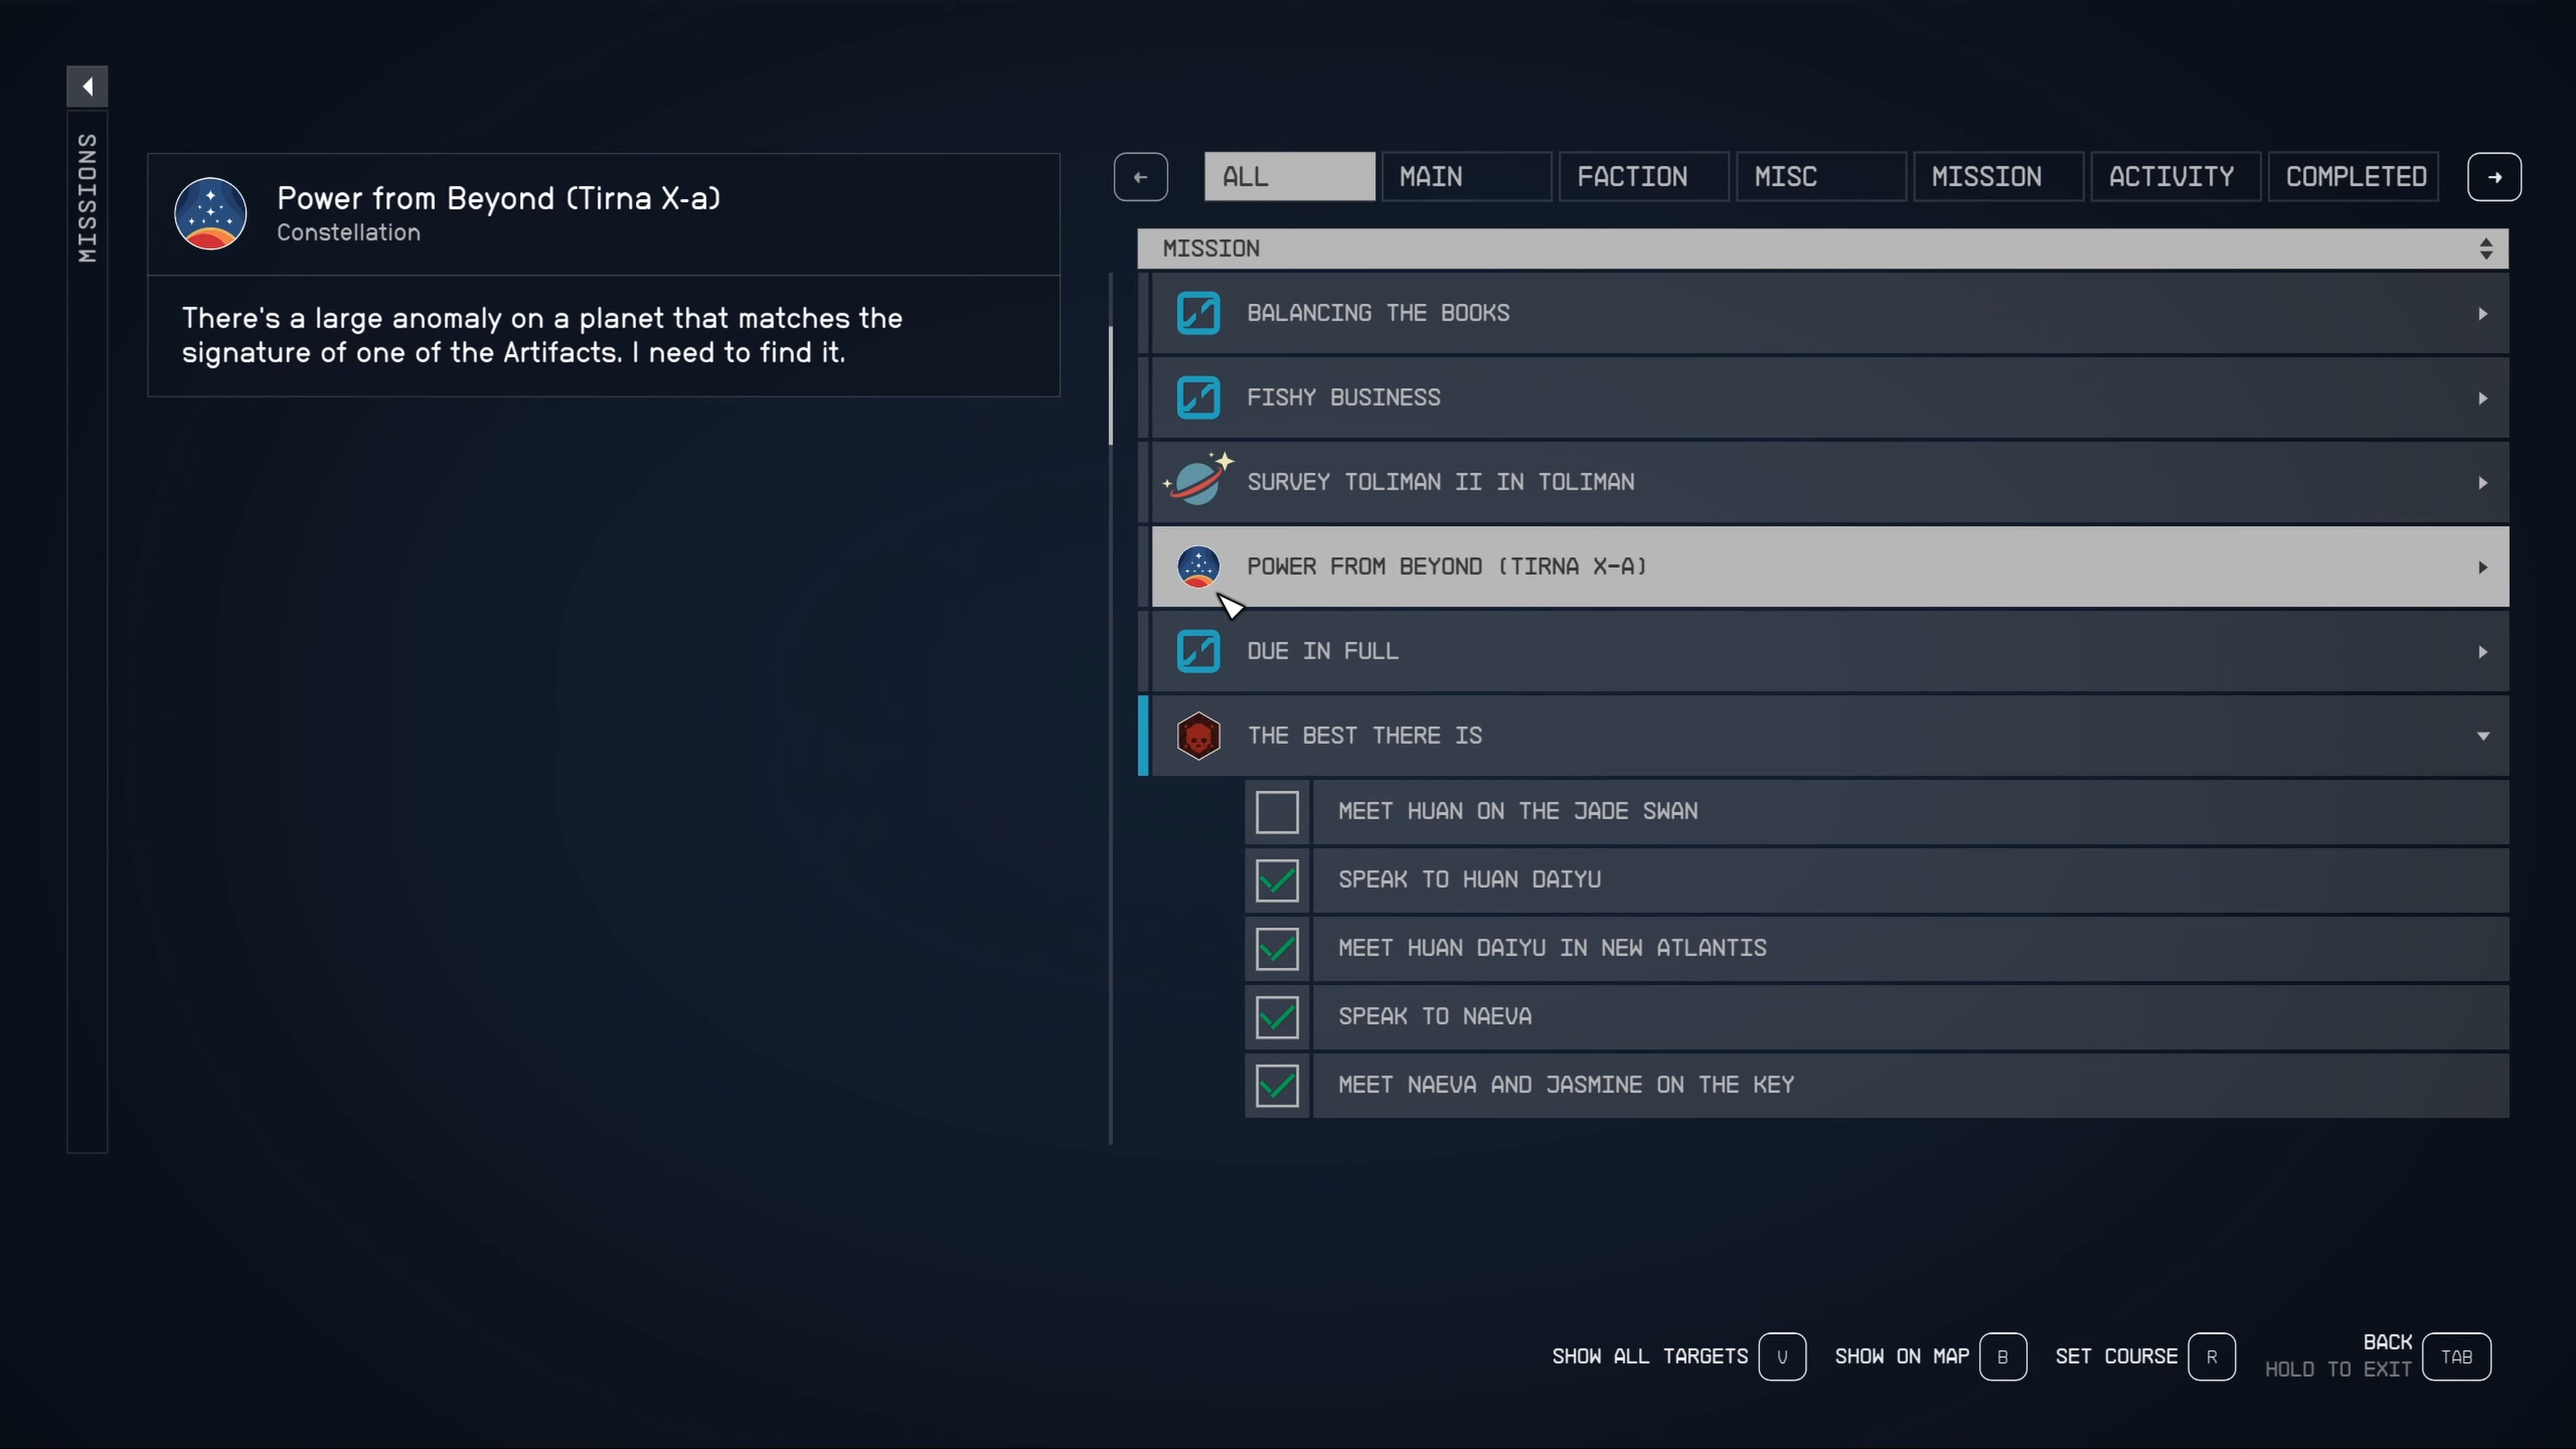 MISSIONS
Power from Beyond (Tirna X-a)
Constellation
There's a large anomaly on a planet that matches the
signature of one of the Artifacts. I need to find it.
ALL
MAIN
FACTION
MISC
MISSION
ACTIVITY
COMPLETED
MISSION
BALANCING THE BOOKS
FISHY BUSINESS
SURVEY TOLIMAN II IN TOLIMAN
POWER FROM BEYOND (TIRNA X-A)
DUE IN FULL
THE BEST THERE IS
MEET HUAN ON THE JADE SWAN
SPEAK TO HUAN DAIYU
MEET HUAN DAIYU IN NEW ATLANTIS
SPEAK TO NAEVA
MEET NAEVA AND JASMINE ON THE KEY
SHOW ALL TARGETS V
SHOW ON MAP B
SET COURSE R
BACK
HOLD TO EXIT
TAB